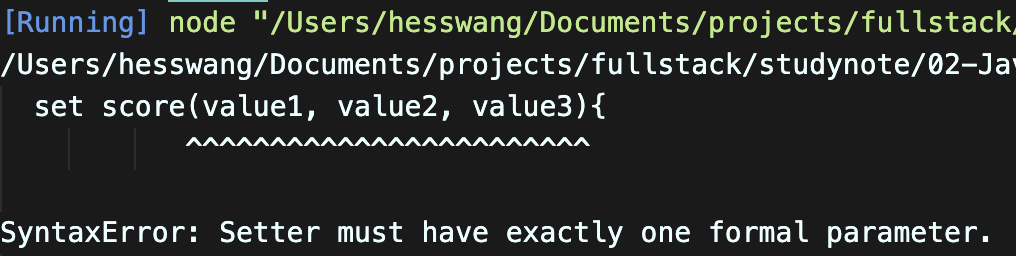 [Running] node "/Users/hesswang/Documents/projects/fullstack/
/Users/hesswang/Documents/projects/fullstack/studynote/02-Jav
set score(value1, value2, value3){
^^^^^^^^^^^^^^^^^^^^^^^^
SyntaxError: Setter must have exactly one formal parameter.